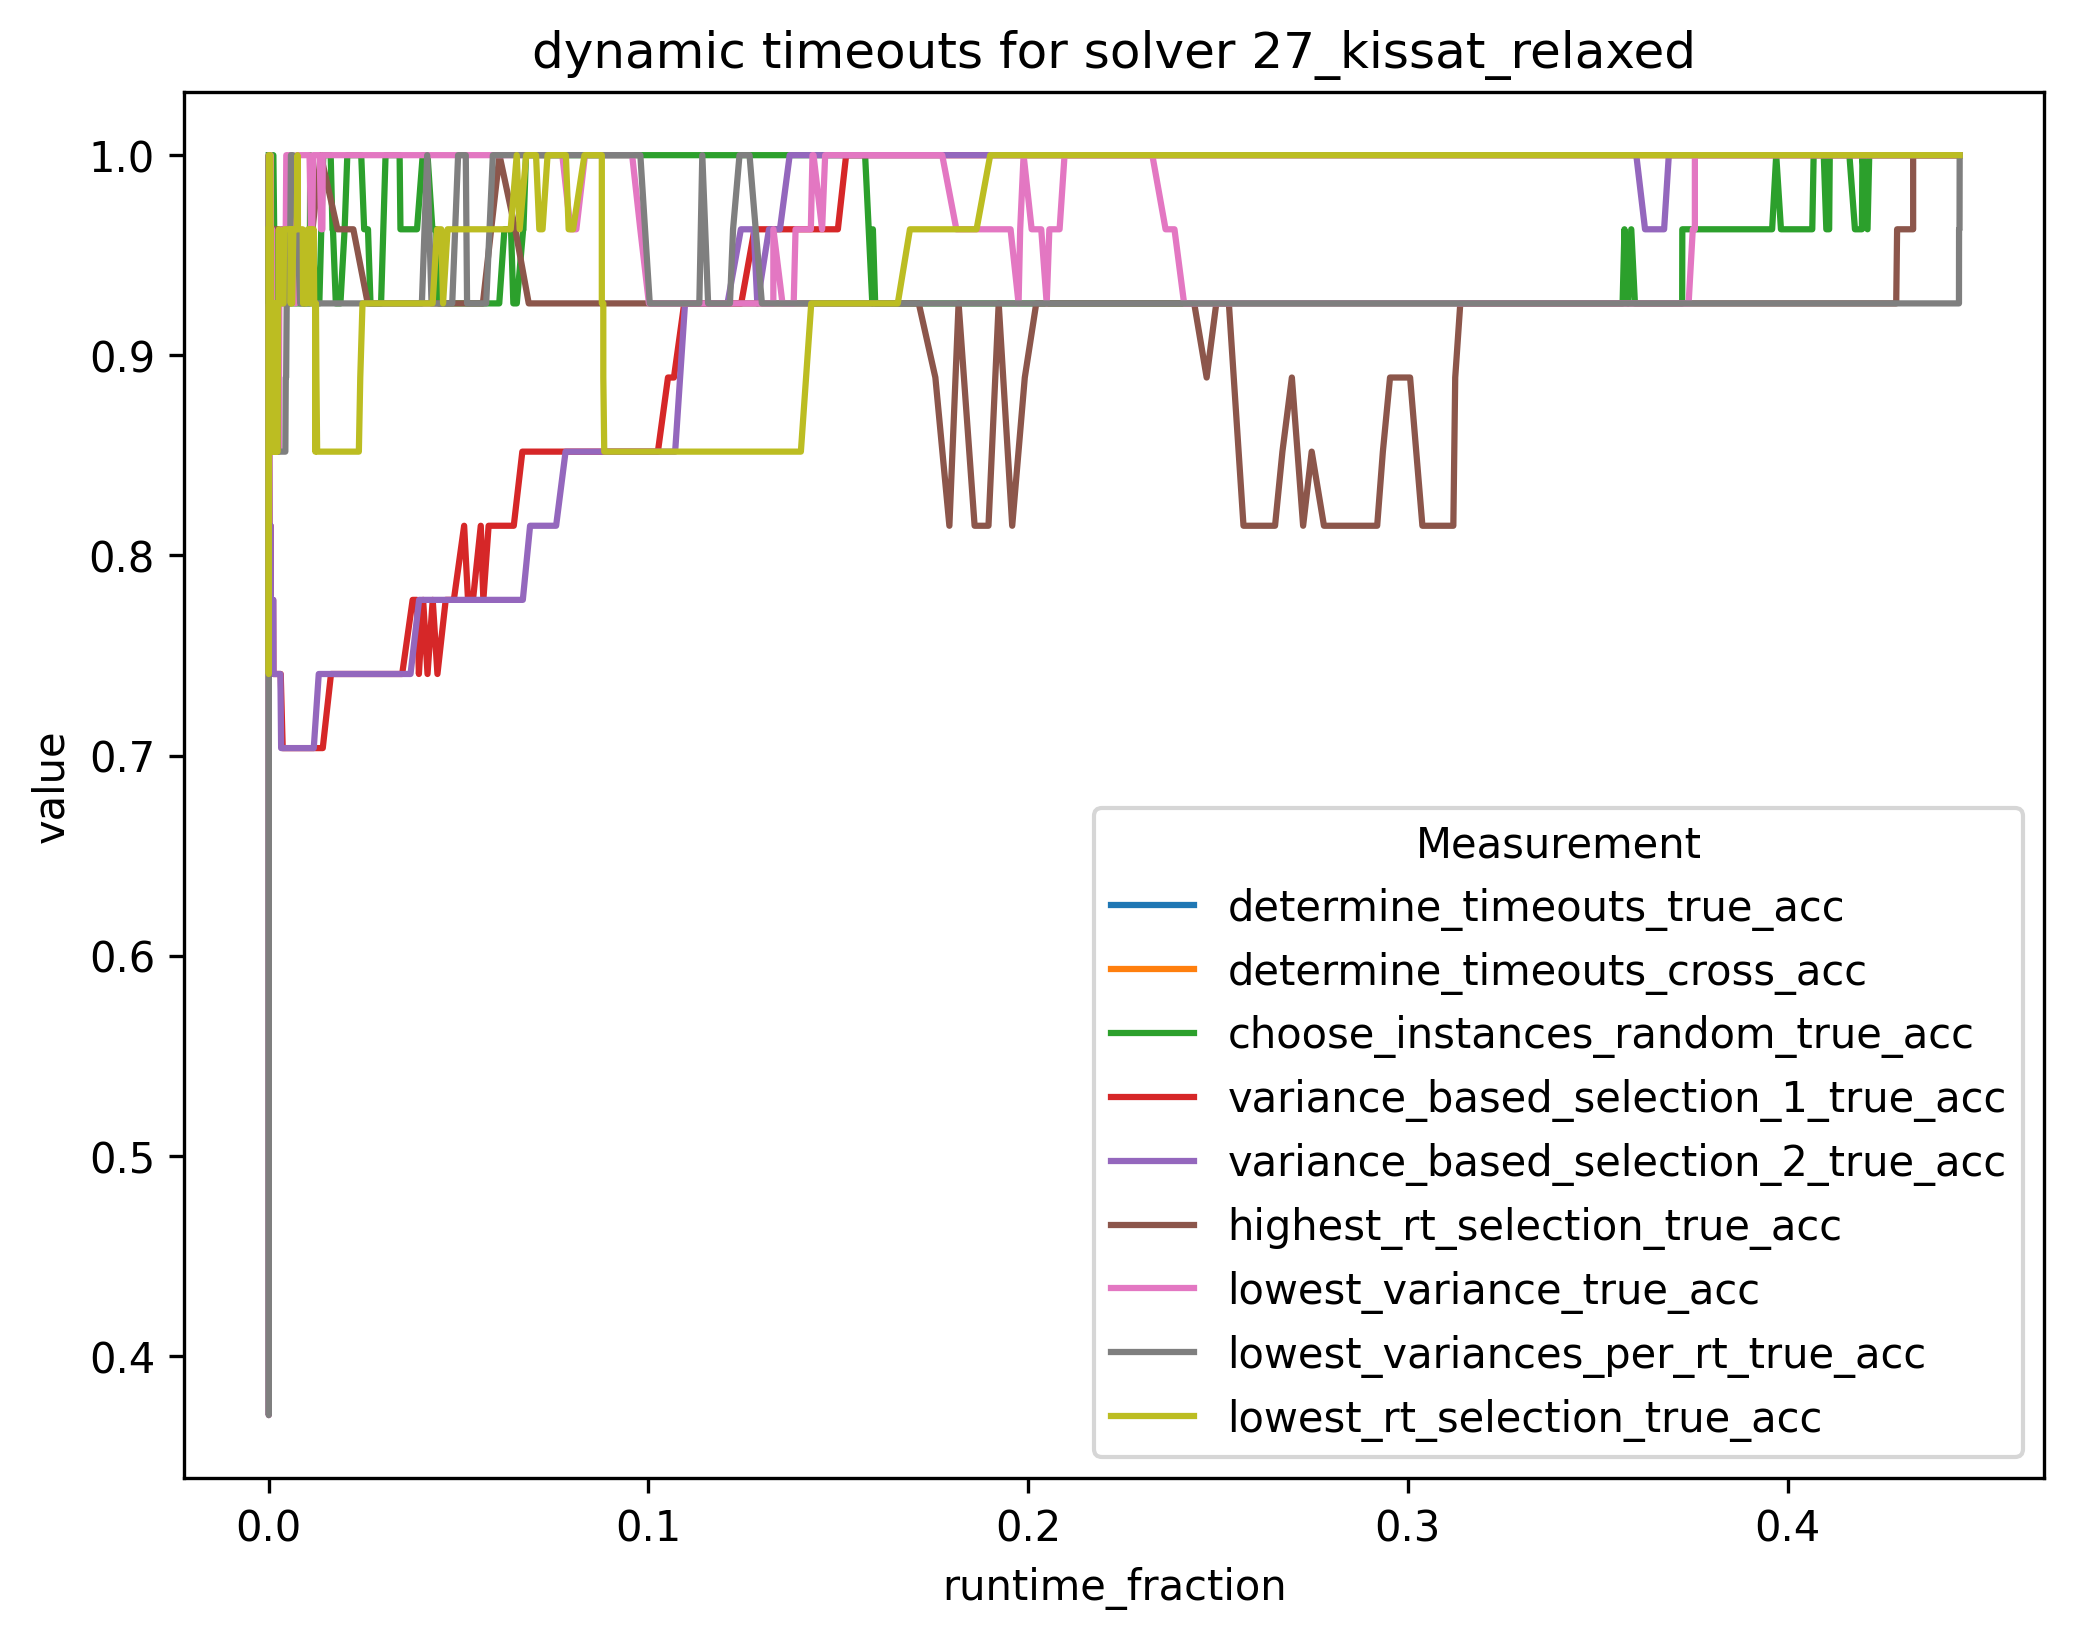 dynamic timeouts for solver 27_kissat_relaxed
value
1.0
0.9
0.8
0.7
0.6
0.5
0.4
Measurement
determine_timeouts_true_acc
determine_timeouts_cross_acc
choose_instances_random_true_acc
variance_based_selection_1_true_acc
variance_based_selection_2_true_acc
highest_rt_selection_true_acc
lowest_variance_true_acc
lowest_variances_per_rt_true_acc
lowest_rt_selection_true_acc
0.0 0.1 0.2 0.3 0.4
runtime_fraction